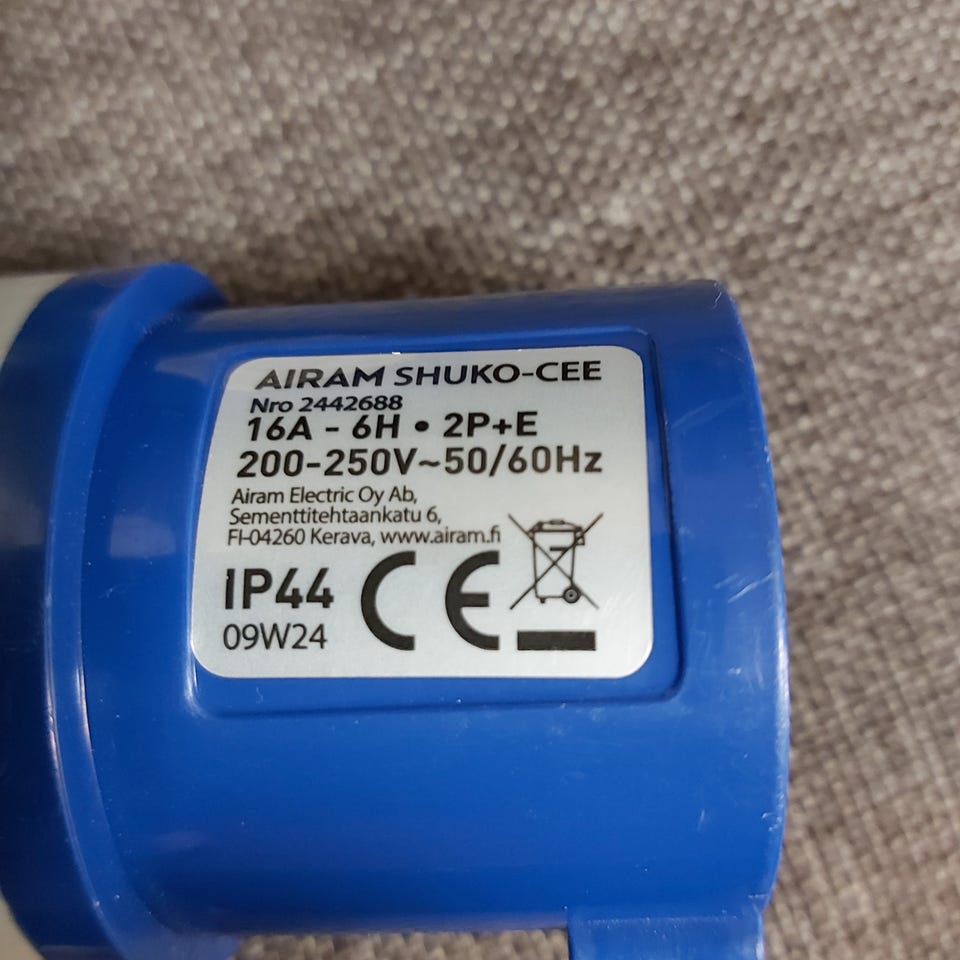 AIRAM SHUKO-CEE
Nro 2442688
16A - 6H • 2P+E
200-250V~50/60Hz
Airam Electric Oy Ab,
Sementtitehtaankatu 6,
FI-04260 Kerava, www.airam.fi
IP44 CE
09W24